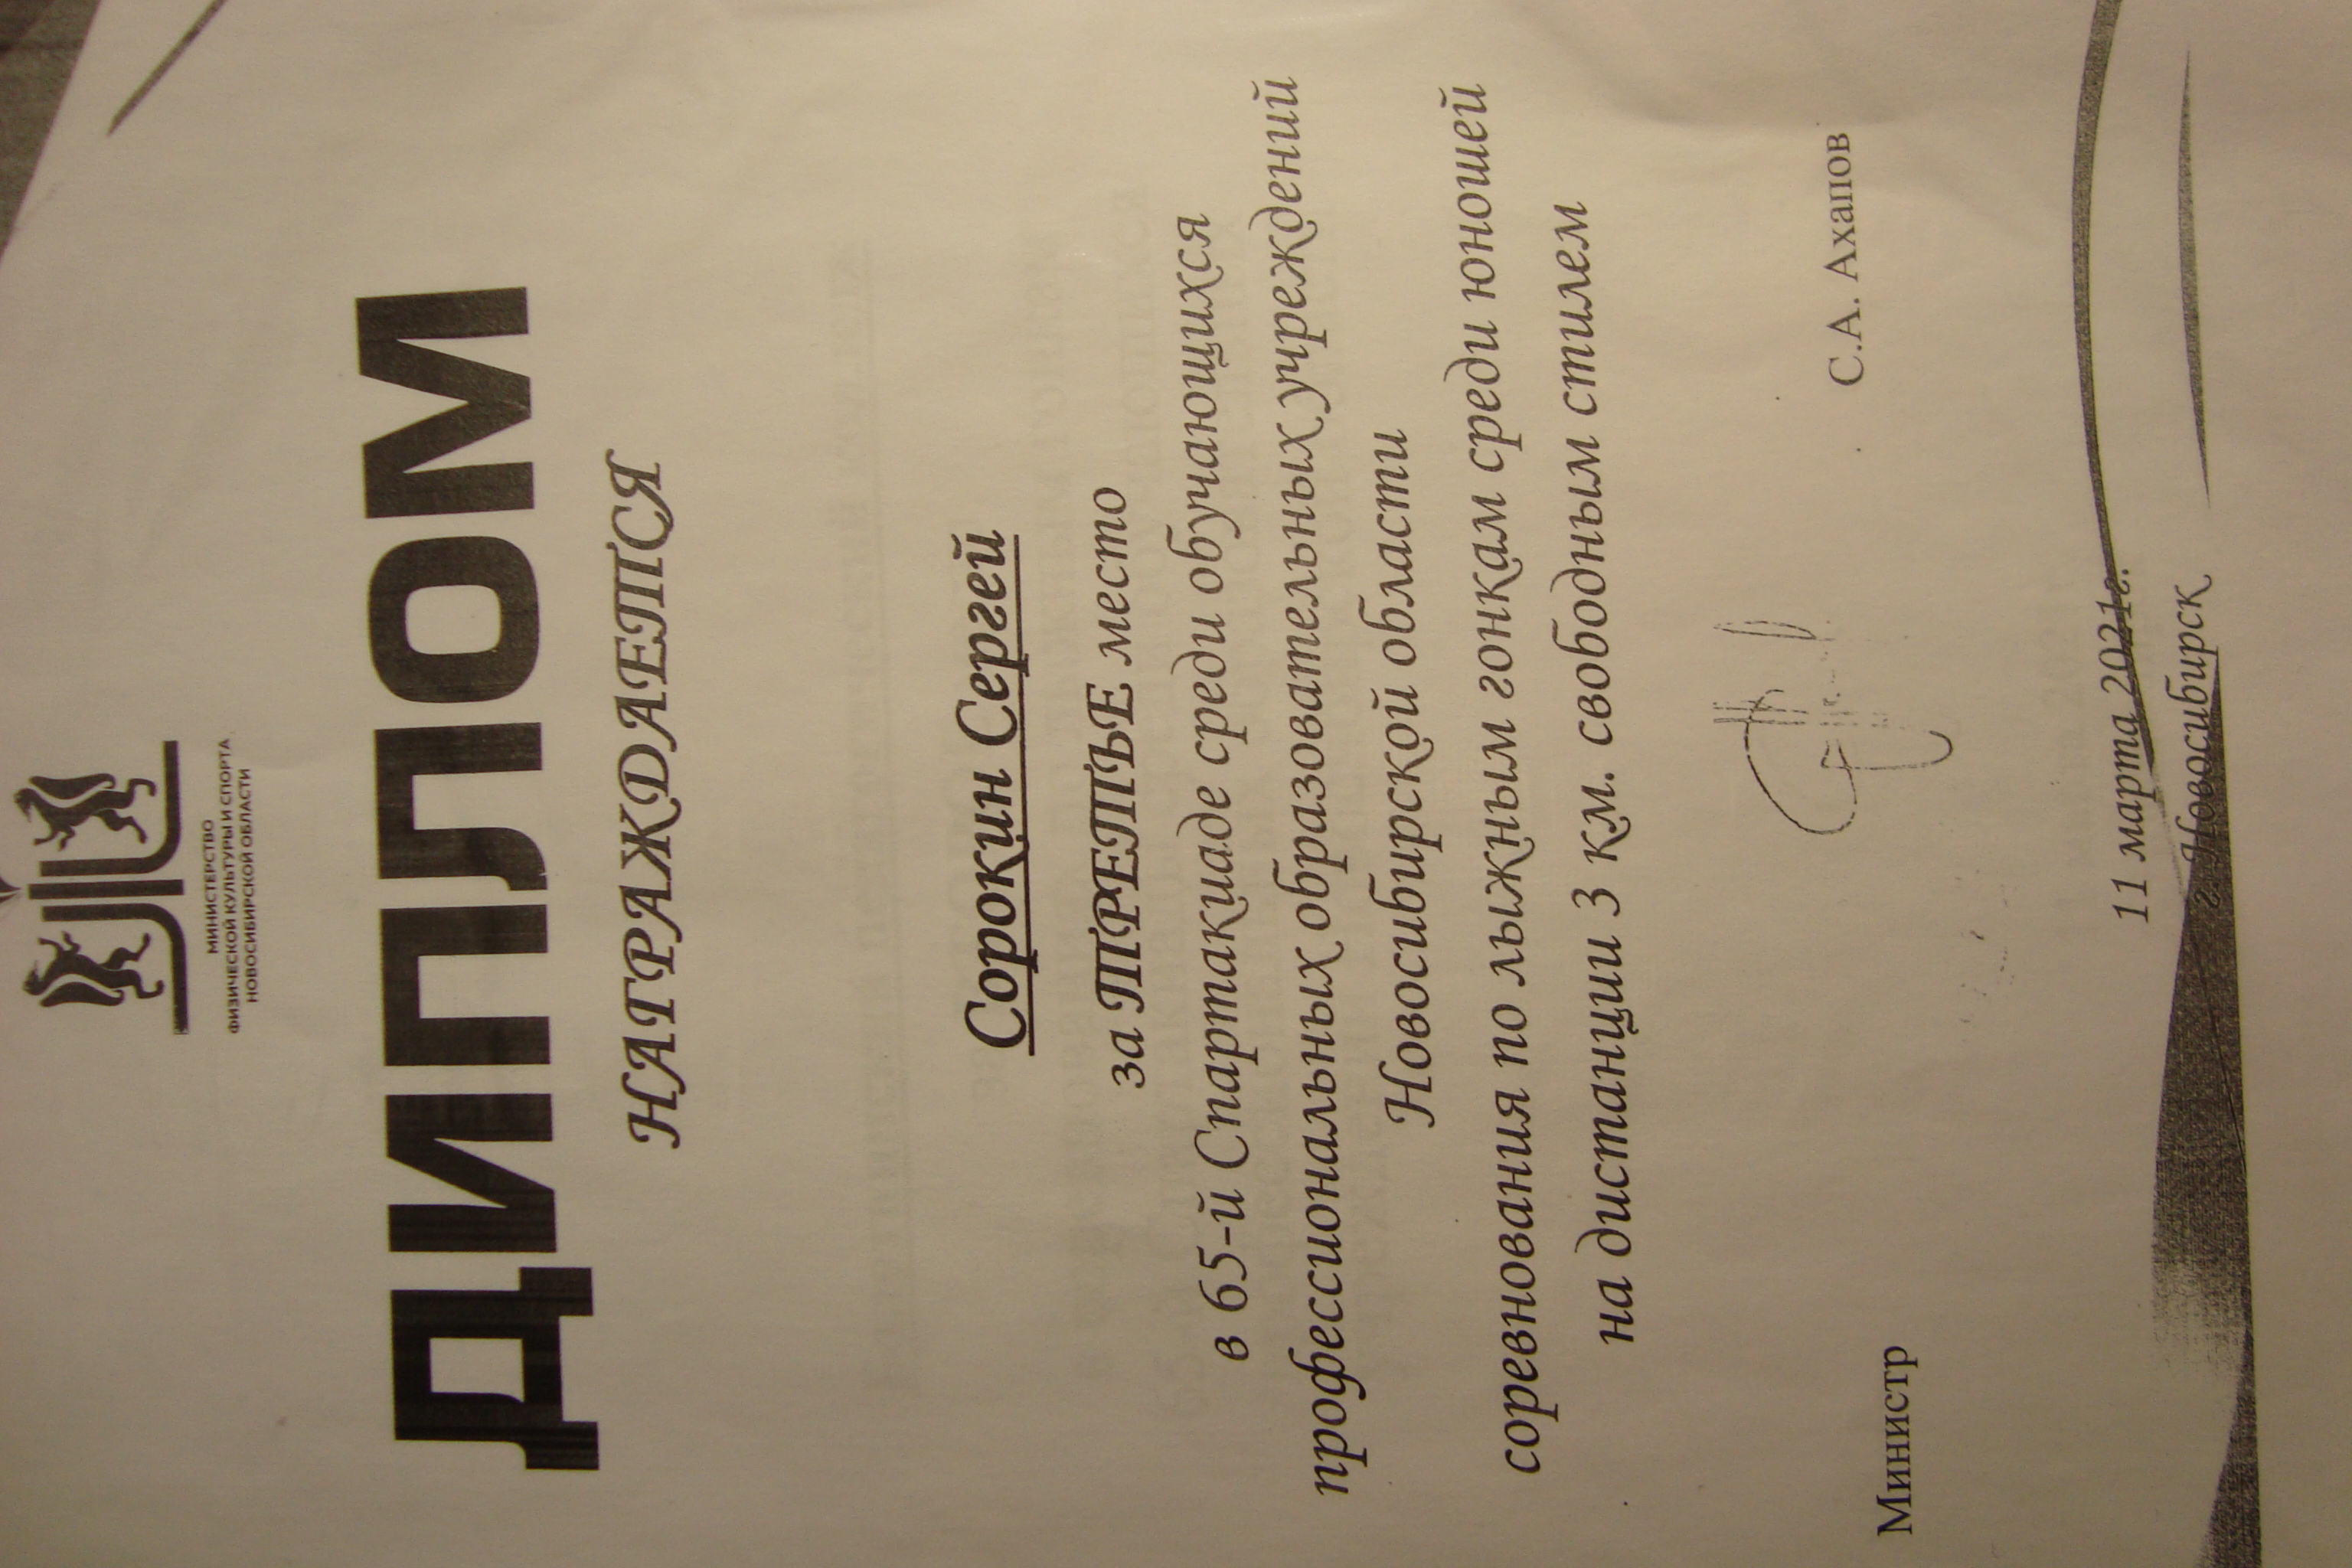 МИНИСТЕРСТВО
ФИЗИЧЕСКОЙ КУЛЬТУРЫ И СПОРТА
НОВОСИБИРСКОЙ ОБЛАСТИ
ДИПЛОМ
НАГРАЖДАЕТСЯ
Сорокин Сергей
за ТРЕТЬЕ место
в 65-й Спартакиаде среди обучающихся
профессиональных образовательных учреждений
Новосибирской области
соревнования по лыжным гонкам среди юношей
на дистанции 3 км. свободным стилем
Министр С.А. Ахапов
11 марта 2021г.
г. Новосибирск